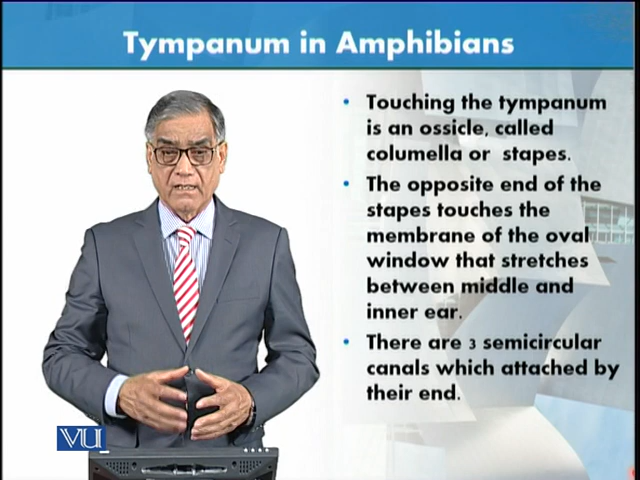 Tympanum in Amphibians
• Touching the tympanum
is an ossicle, called
columella or stapes.
• The opposite end of the
stapes touches the
membrane of the oval
window that stretches
between middle and
inner ear.
• There are 3 semicircular
canals which attached by
their end.
VU